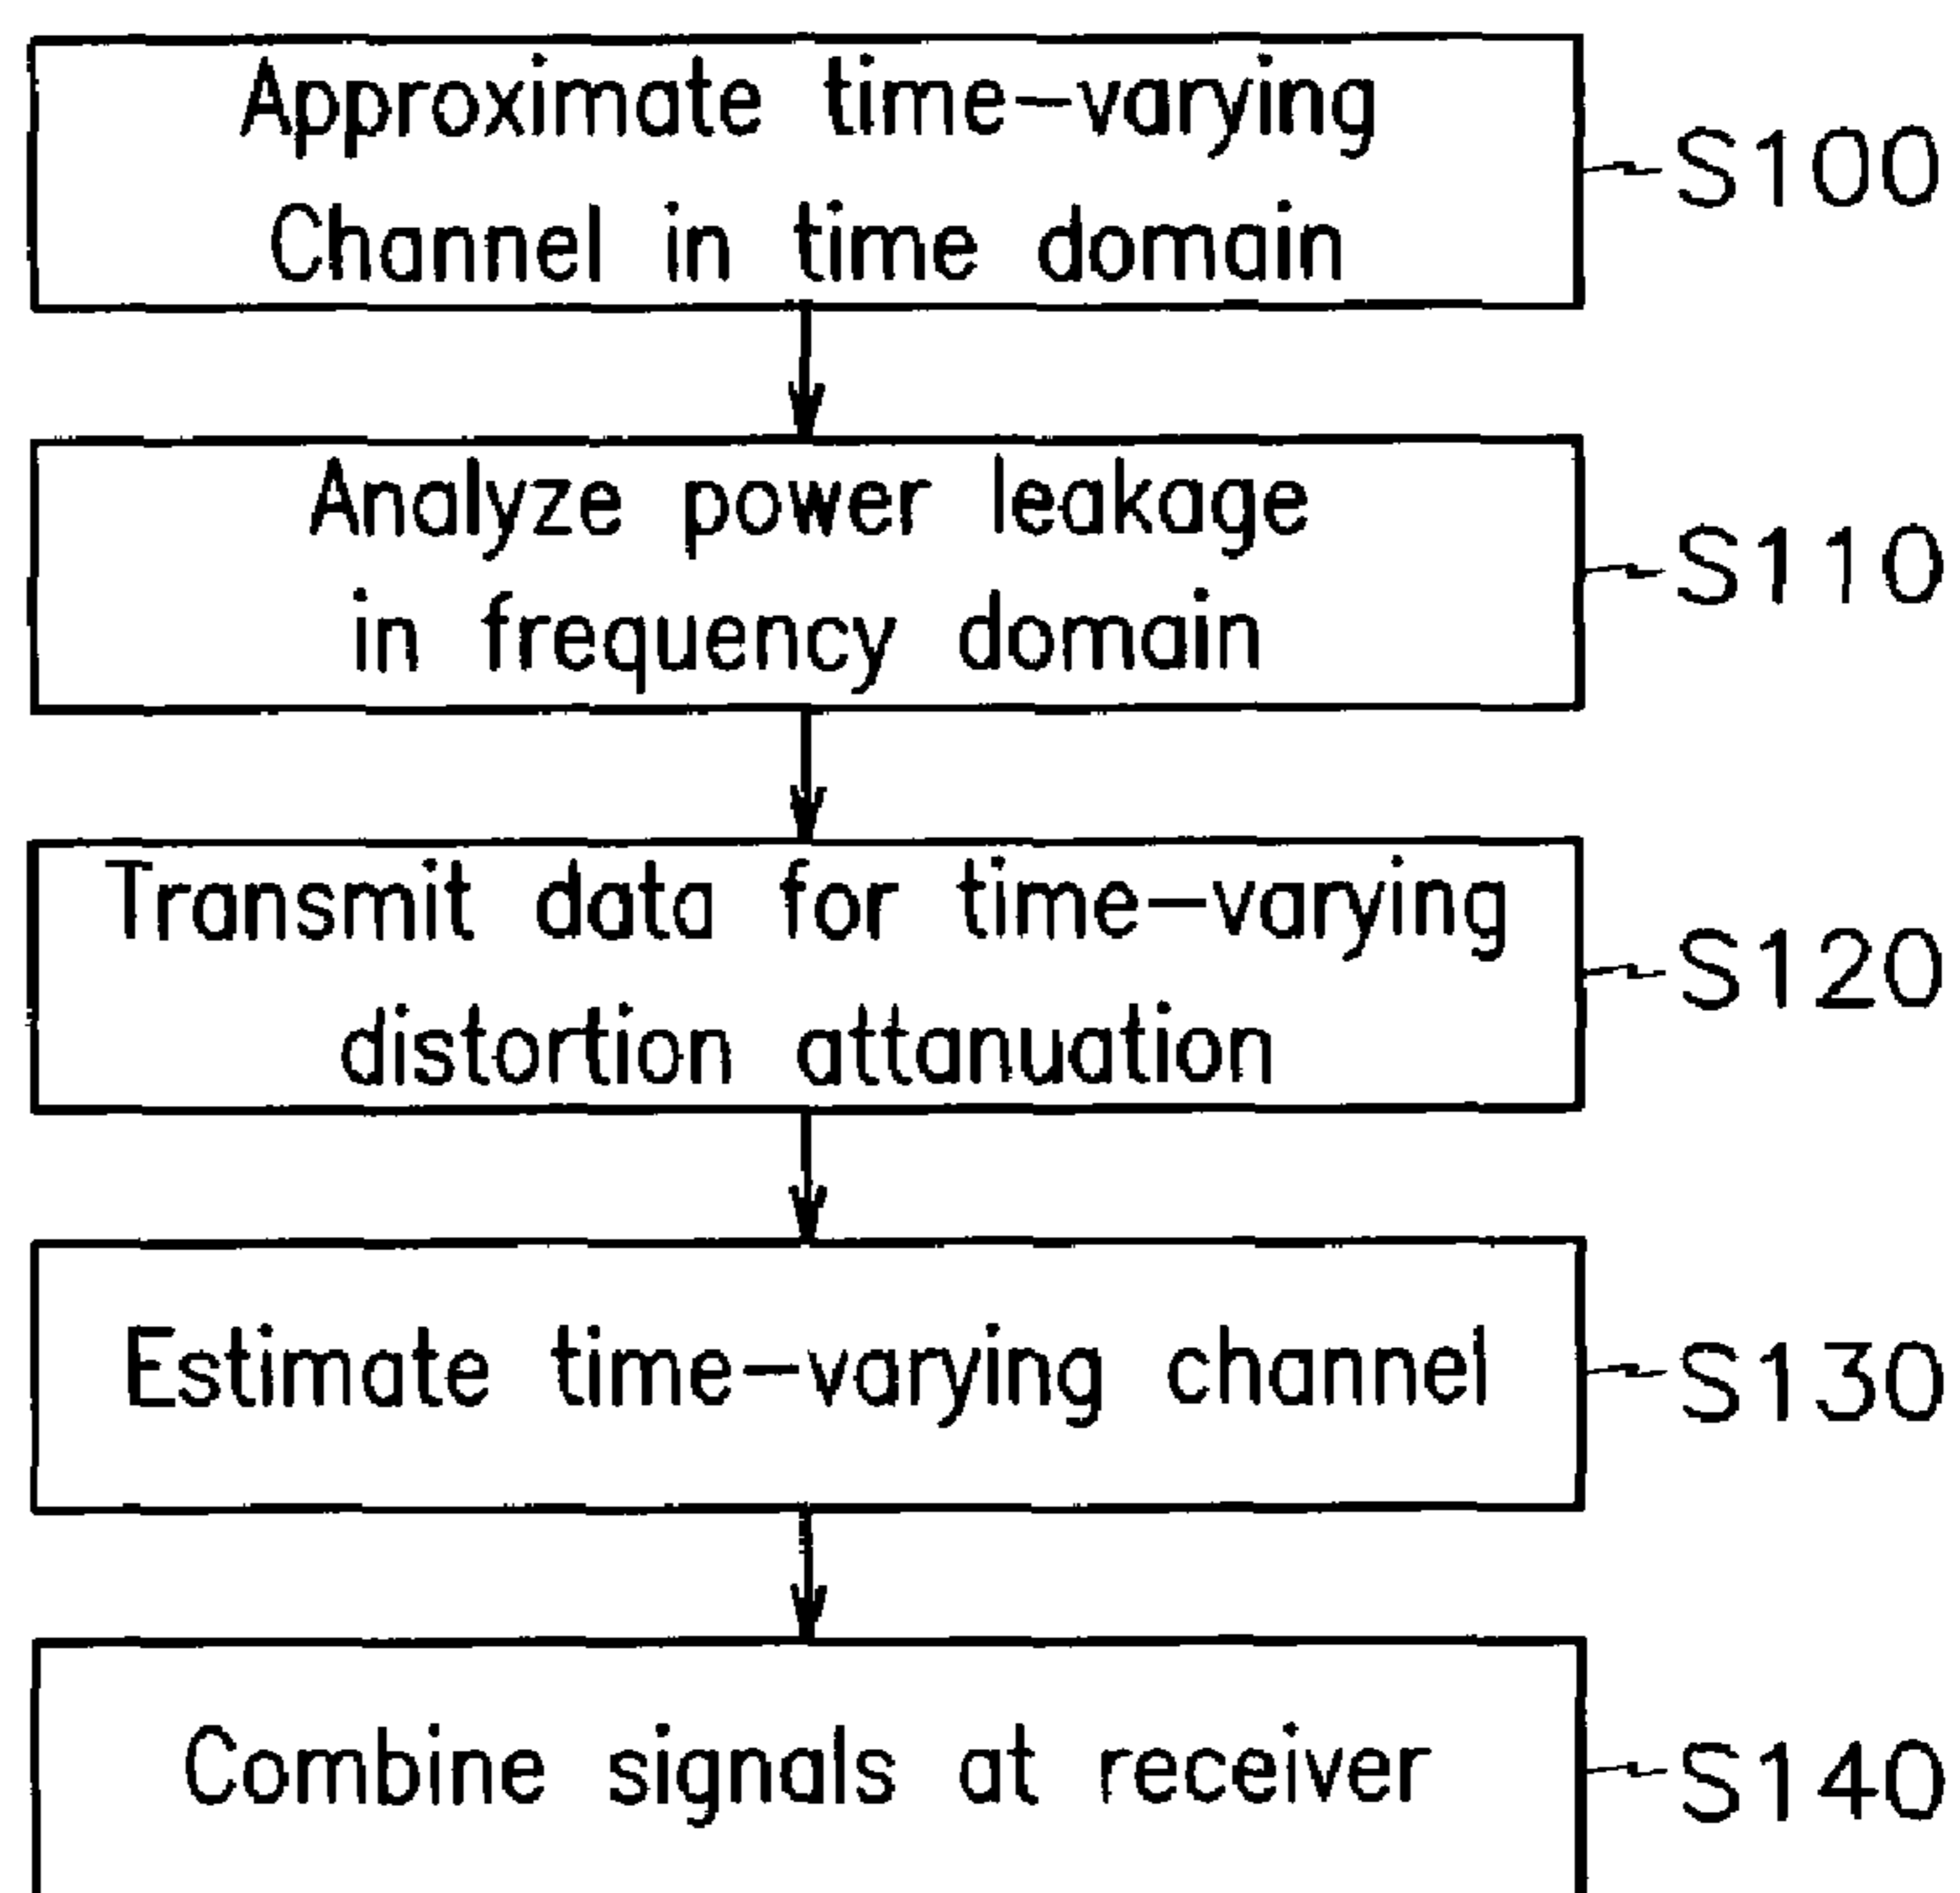 Approximate time-varying
Channel in time domain
S100
Analyze power leakage
in frequency domain
S110
Transmit data for time-varying
distortion attanuation
S120
Estimate time-varying channel
S130
Combine signals at receiver
S140